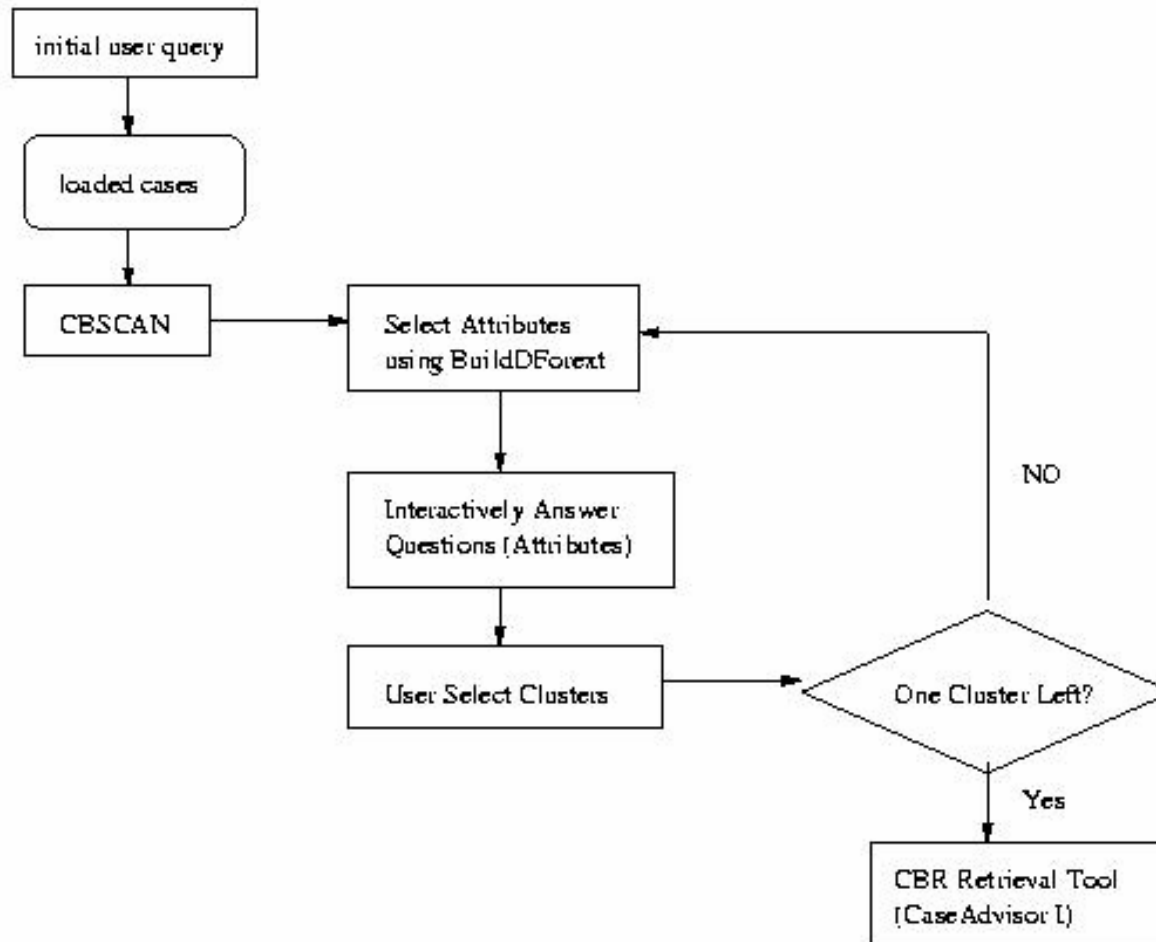 initial user query
loaded cases
CBSCAN
Select Attributes
using BuildDForext
Interactively Answer
Questions (Attributes)
User Select Clusters
One Cluster Left?
NO
Yes
CBR Retrieval Tool
(CaseAdvisor I)